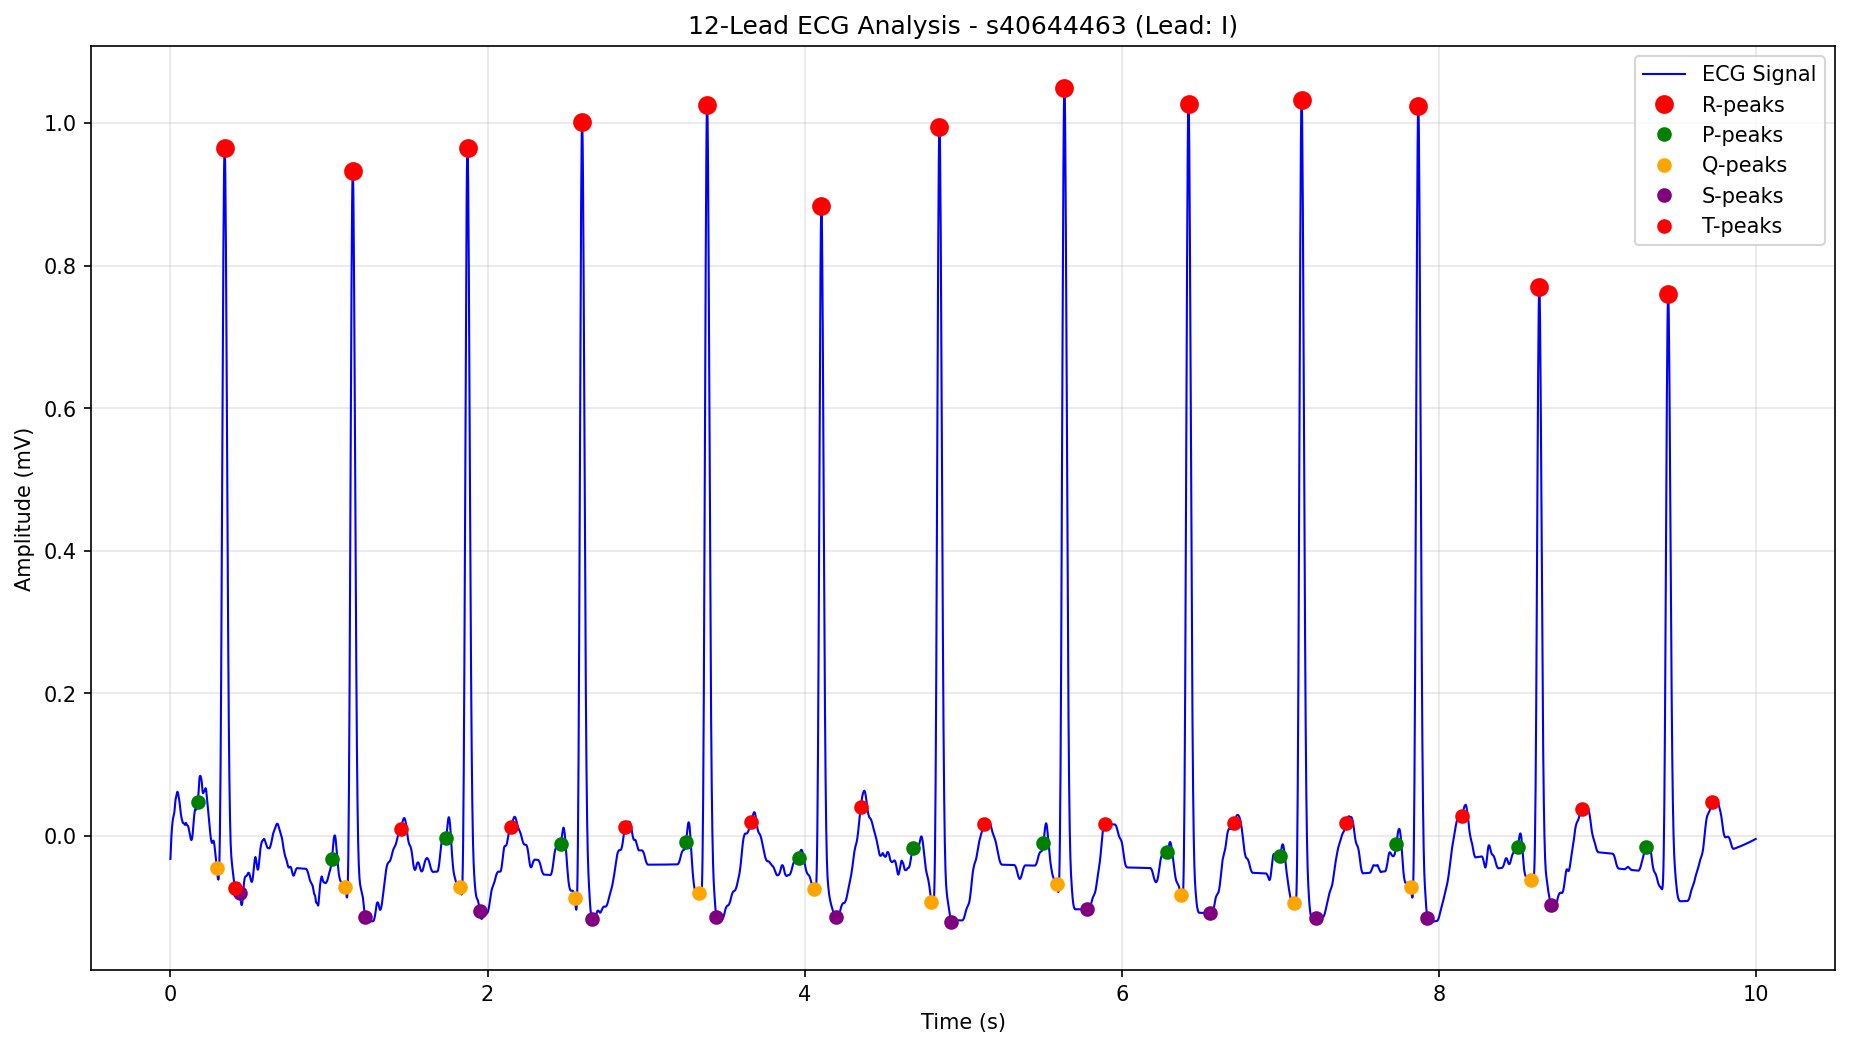 12-Lead ECG Analysis - s40644463 (Lead: I)
ECG Signal
R-peaks
P-peaks
Q-peaks
S-peaks
T-peaks
Amplitude (mV)
1.0
0.8
0.6
0.4
0.2
0.0
0 2 4 6 8 10
Time (s)